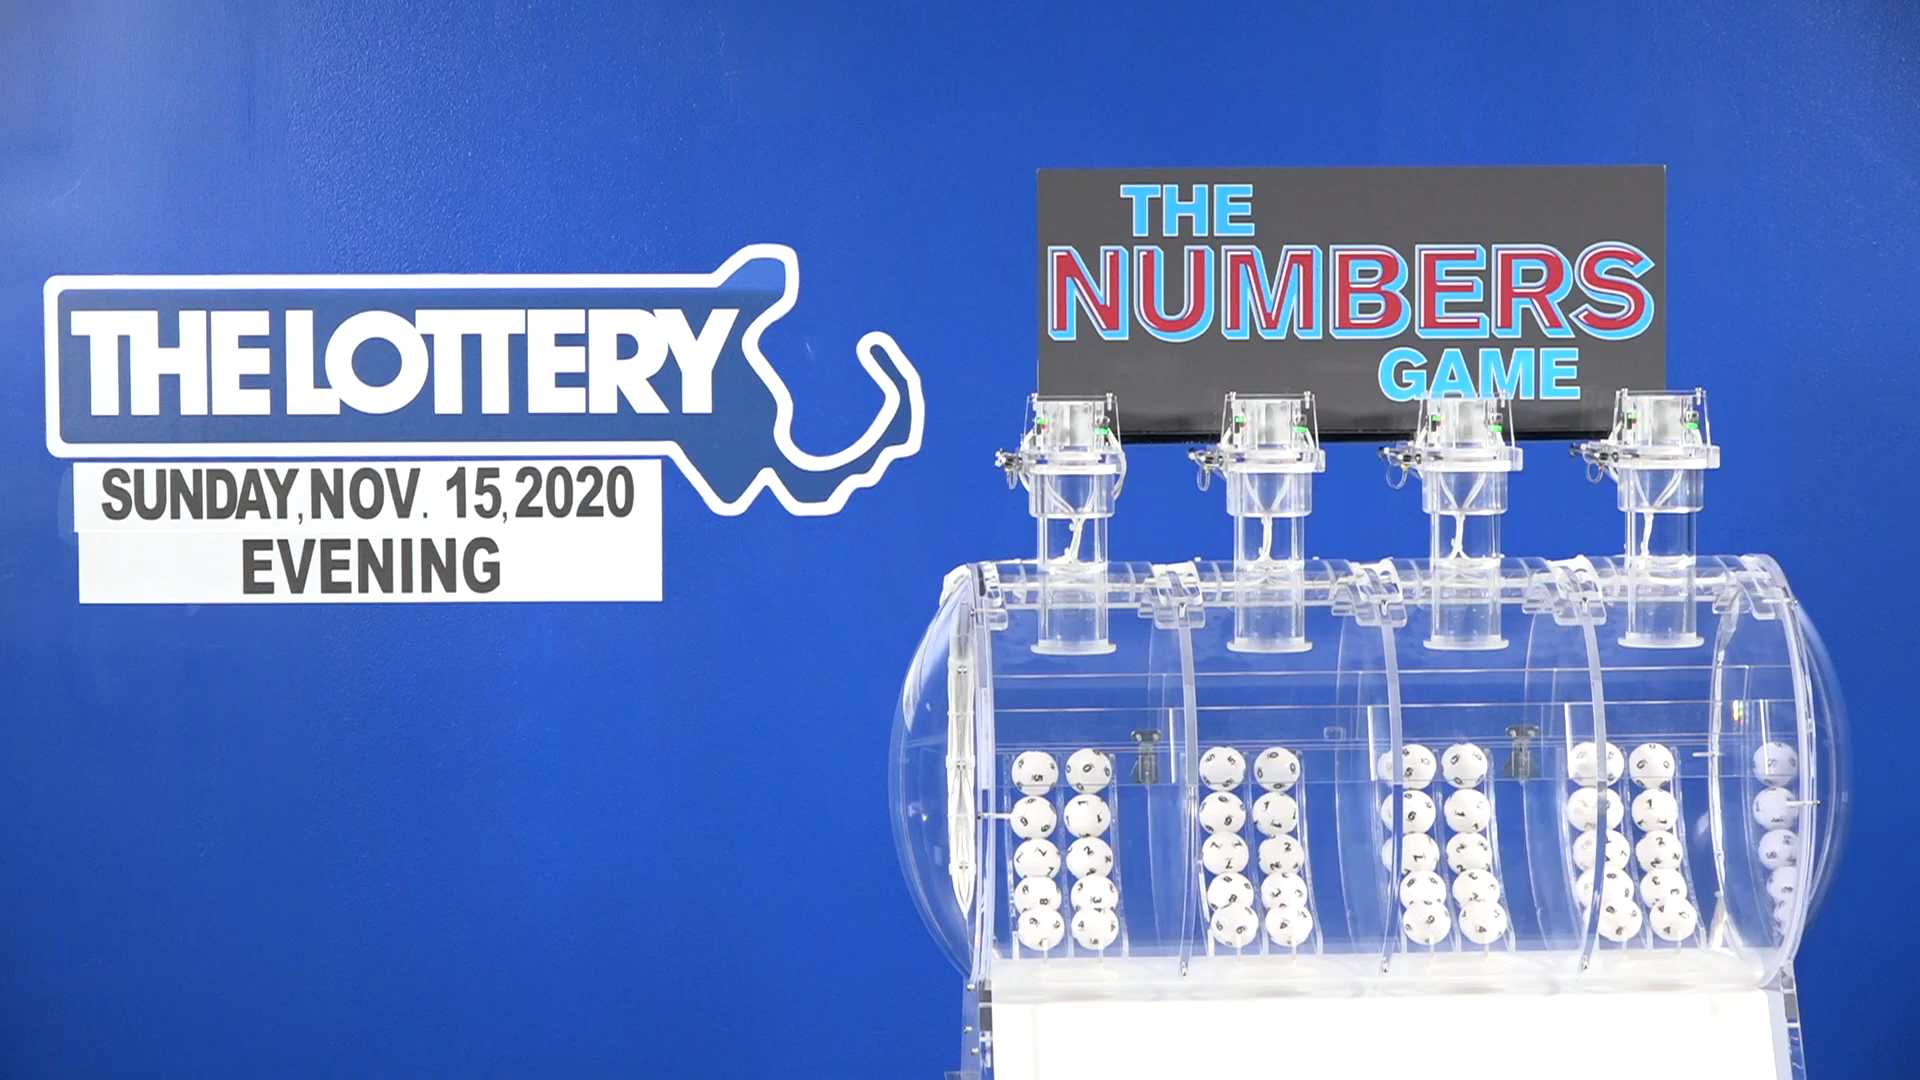 THE LOTTERY
SUNDAY, NOV. 15, 2020
EVENING
THE
NUMBERS
GAME